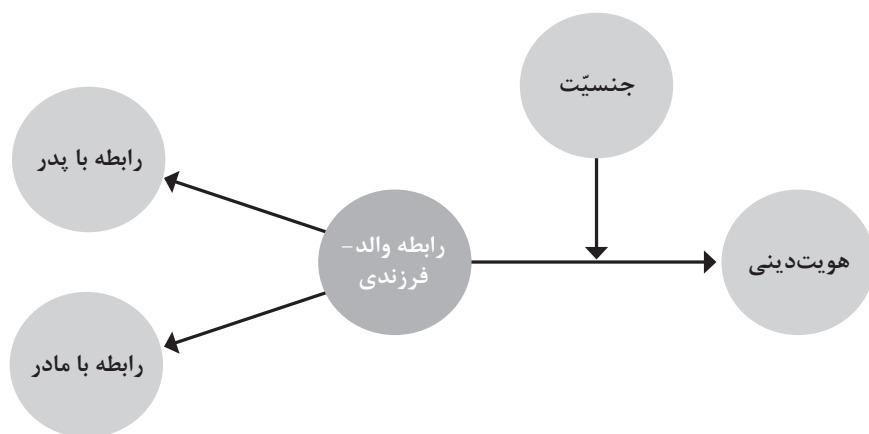 جنسیّت
رابطه با پدر
رابطه والد-
فرزندی
هویت‌دینی
رابطه با مادر